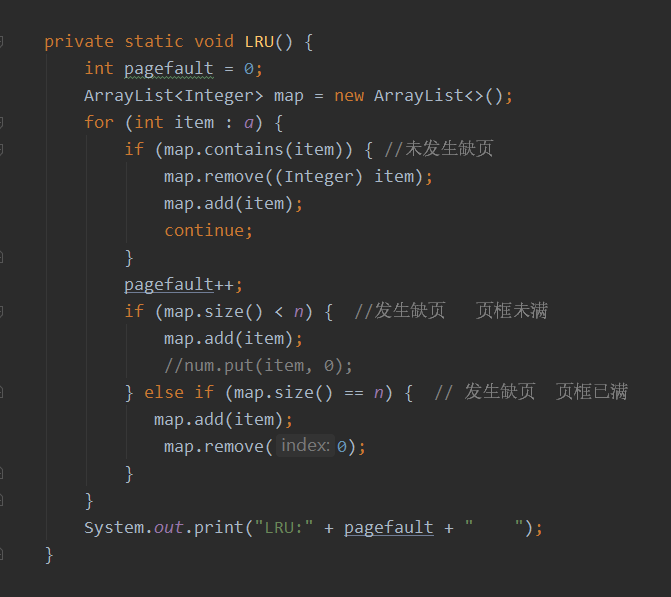 private static void LRU() {
    int pagefault = 0;
    ArrayList<Integer> map = new ArrayList<>();
    for (int item : a) {
        if (map.contains(item)) { //未发生缺页
            map.remove((Integer) item);
            map.add(item);
            continue;
        }
        pagefault++;
        if (map.size() < n) {  //发生缺页   页框未满
            map.add(item);
            //num.put(item, 0);
        } else if (map.size() == n) {  // 发生缺页  页框已满
           map.add(item);
            map.remove( index: 0);
        }
    }
    System.out.print("LRU:" + pagefault + "    ");
}